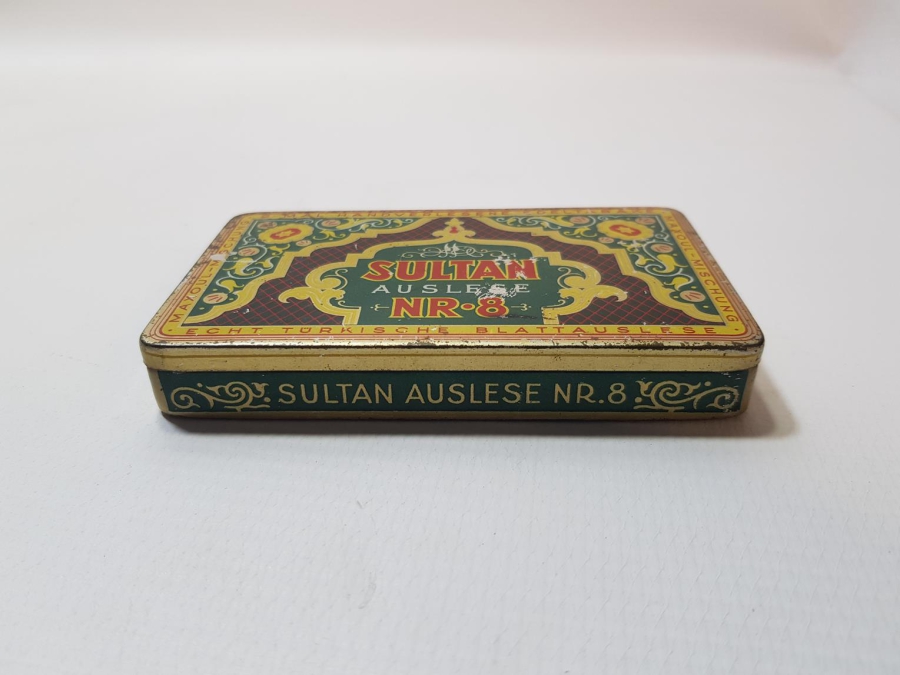 SULTAN
AUSLESE
NR•8
ECHT TÜRKISCHE BLATTAUSLESE
MISCHUNG
SULTAN AUSLESE NR.8